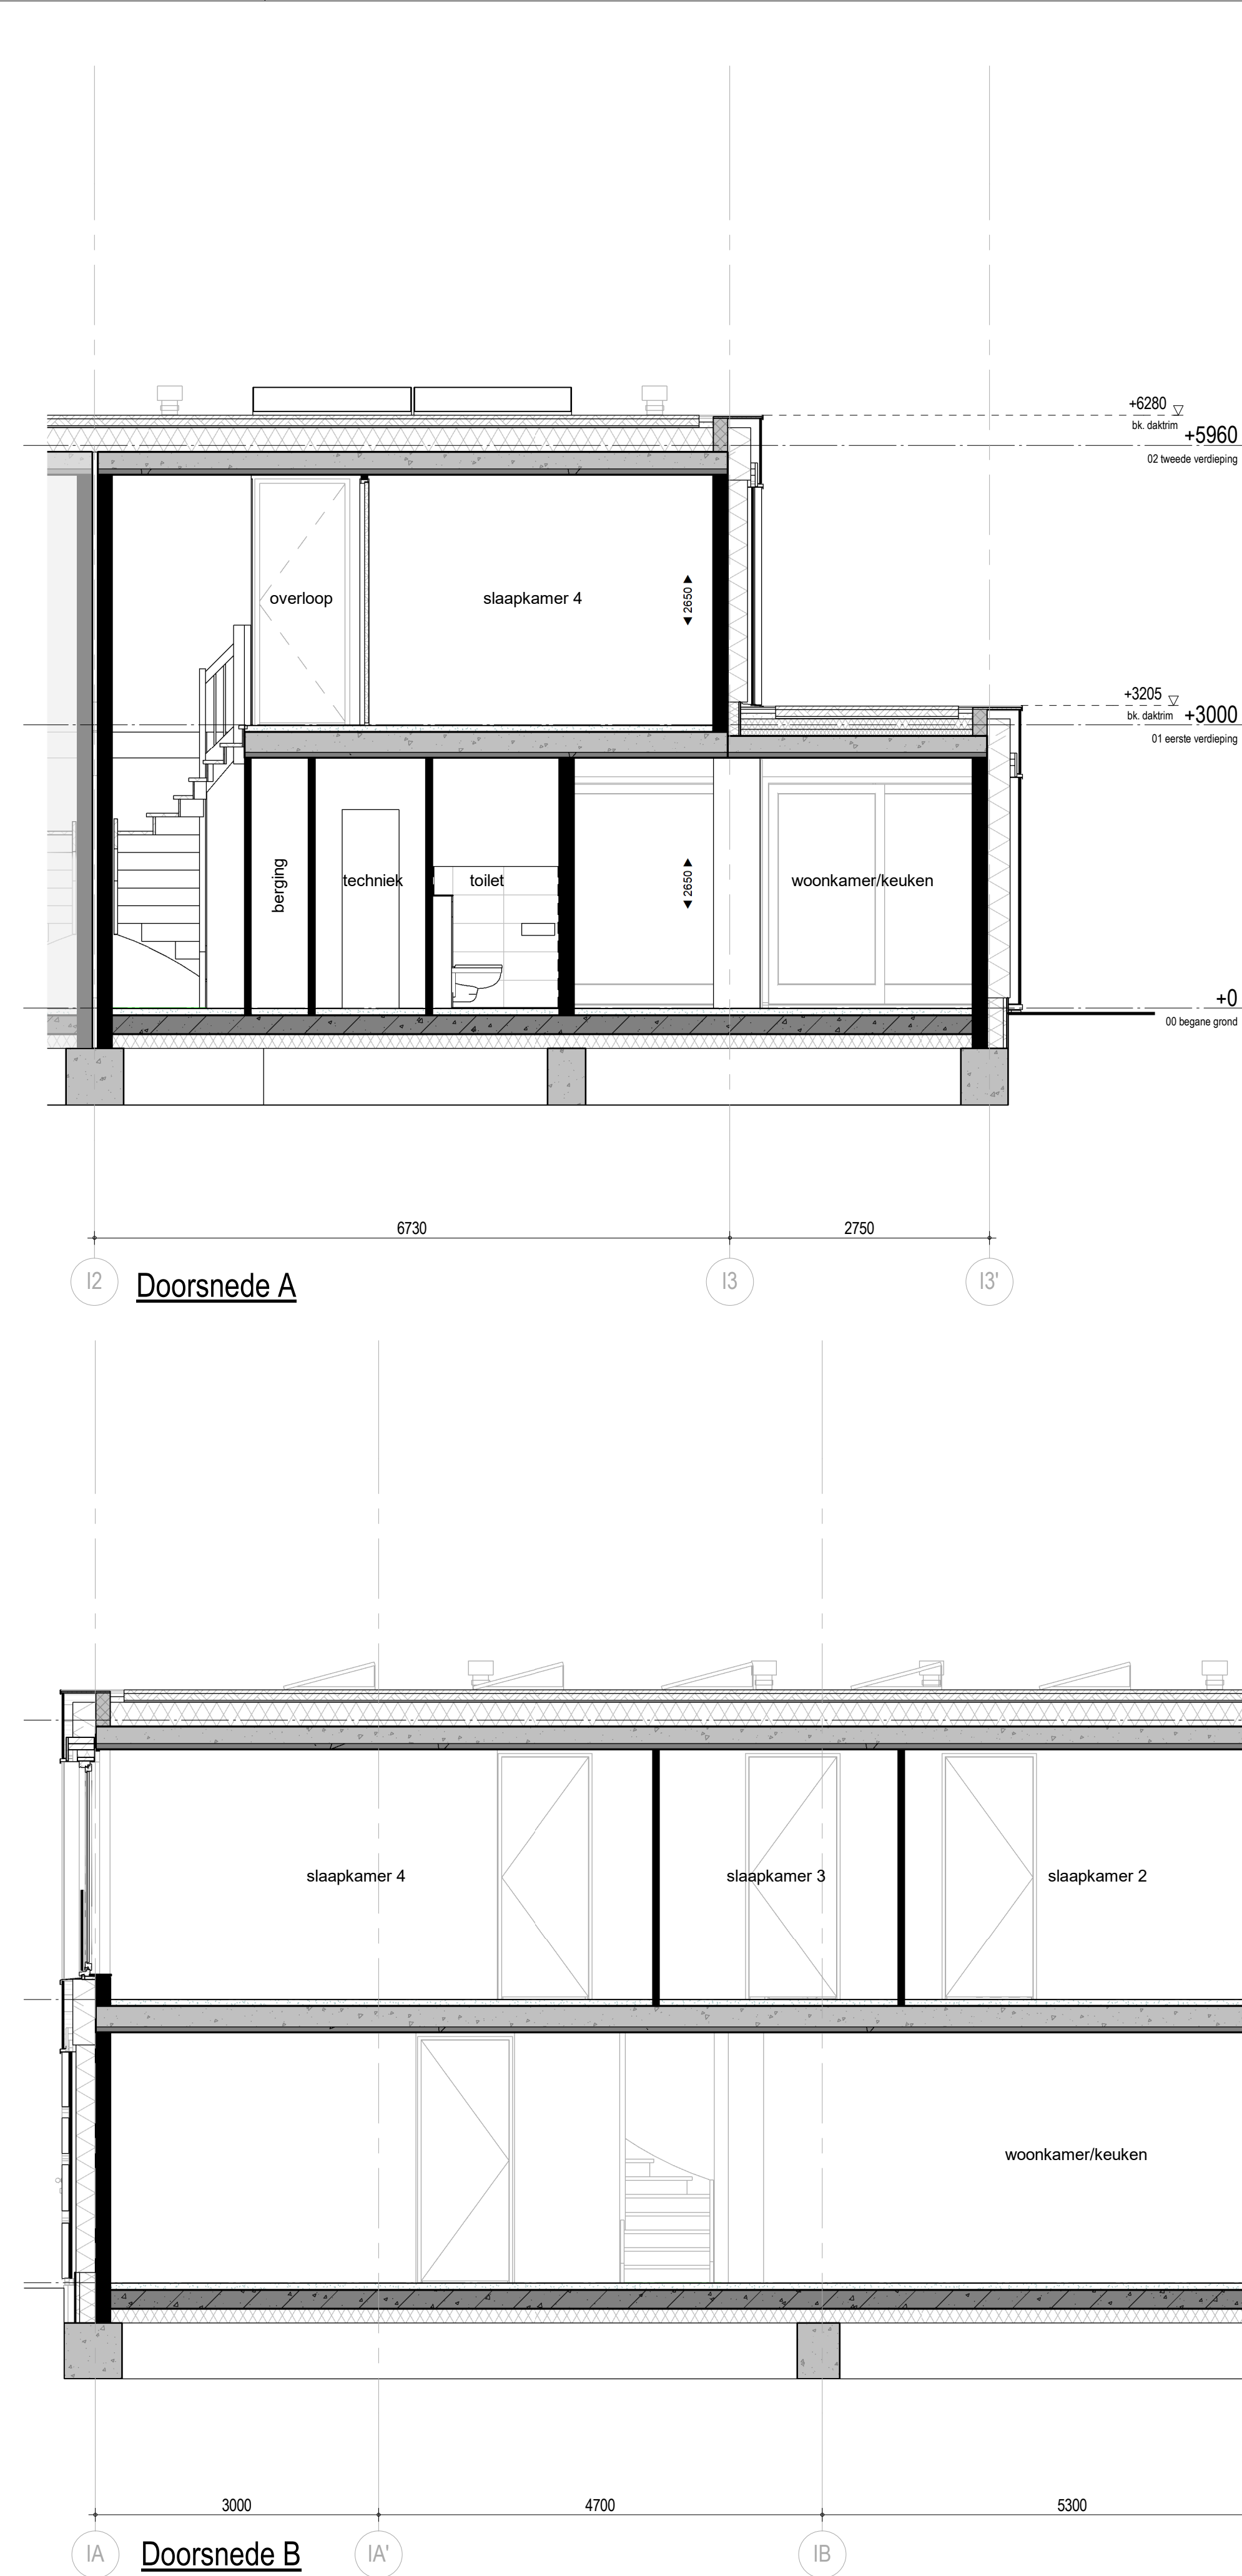 +6280
bk. daktrim
+5960
02 tweede verdieping
overloop
slaapkamer 4
2650
+3205
bk. daktrim
+3000
01 eerste verdieping
berging
techniek
toilet
2650
woonkamer/keuken
+0
00 begane grond
6730
2750
I2
Doorsnede A
I3
I3'
slaapkamer 4
slaapkamer 3
slaapkamer 2
woonkamer/keuken
3000
4700
5300
IA
Doorsnede B
IA'
IB